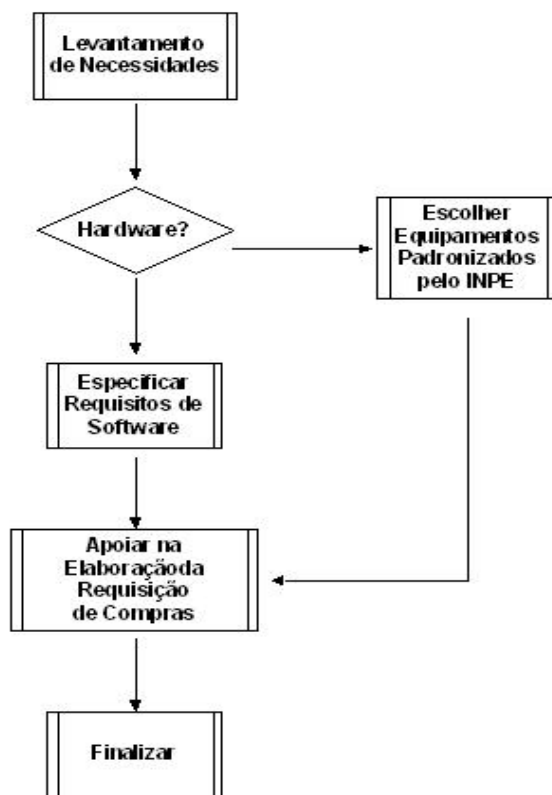 Levantamento
de Necessidades
Hardware?
Escolher
Equipamentos
Padronizados
pelo INPE
Especificar
Requisitos de
Software
Apoiar na
Elaboraçãoda
Requisição
de Compras
Finalizar